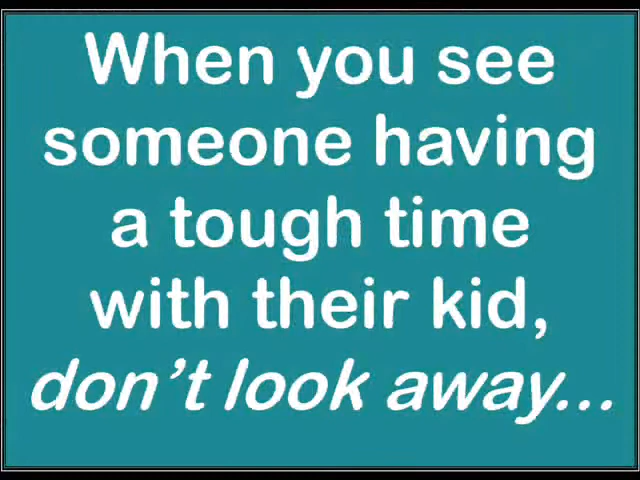 When you see
someone having
a tough time
with their kid,
don't look away...